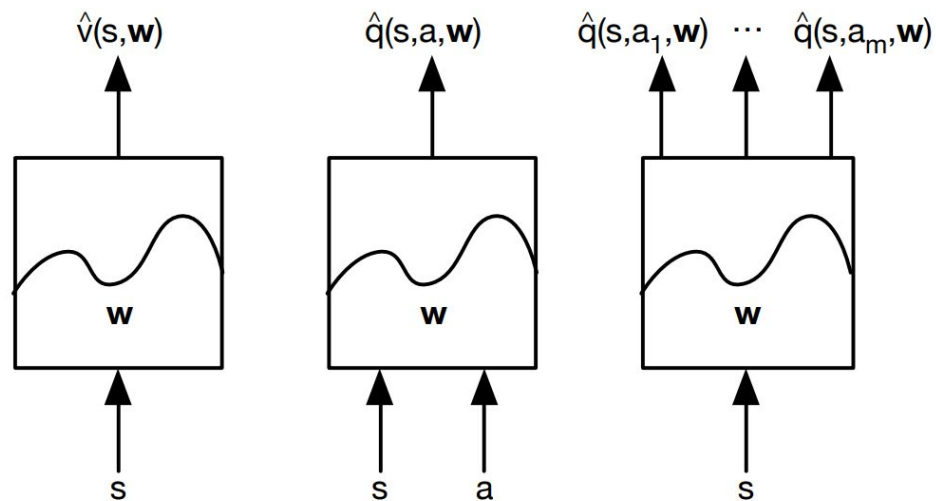 v̂(s,w) q̂(s,a,w) q̂(s,a₁,w) ⋯ q̂(s,aₘ,w)
w w w
s s a s